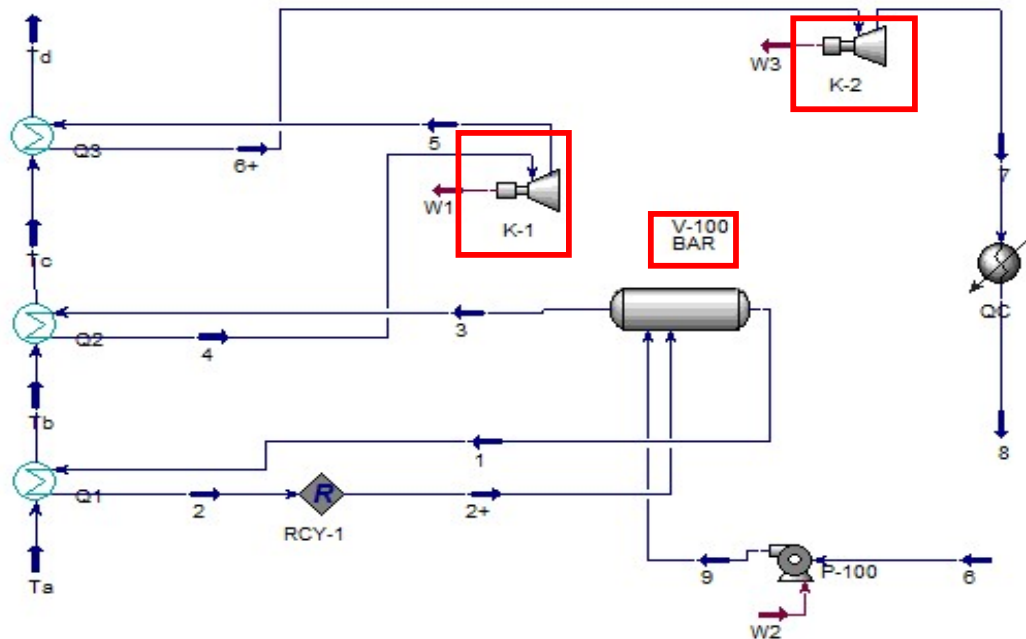 Td
W3
K-2
5
Q3
6+
7
W1
K-1
V-100
BAR
Tc
QC
3
Q2
4
Tb
1
8
Q1
2
R
2+
RCY-1
9
P-100
6
Ta
W2